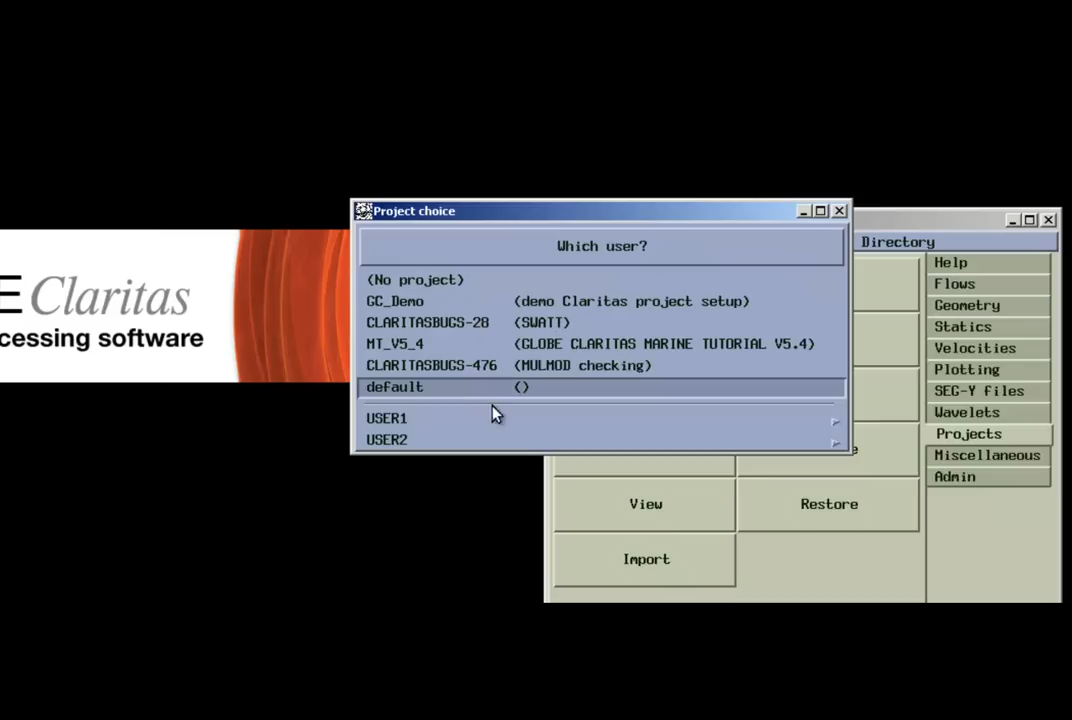 E Claritas
cessing software
Project choice
Which user?
(No project)
GC_Demo (demo Claritas project setup)
CLARITASBUGS-28 (SWATT)
MT_V5_4 (GLOBE CLARITAS MARINE TUTORIAL V5.4)
CLARITASBUGS-476 (MULMOD checking)
default ()
USER1
USER2
Directory
Help
Flows
Geometry
Statics
Velocities
Plotting
SEG-Y files
Wavelets
Projects
Miscellaneous
Admin
e
View Restore
Import